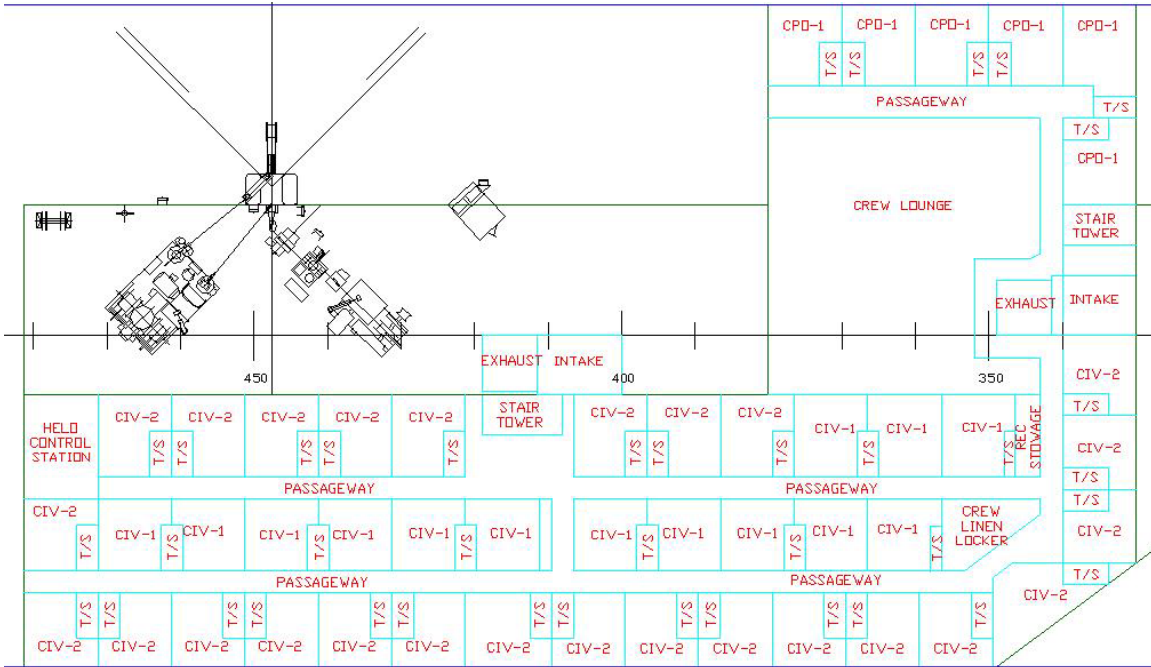 CPO-1 CPO-1 CPO-1 CPO-1 CPO-1
T/S T/S T/S T/S
PASSAGEWAY T/S
T/S
CPO-1
CREW LOUNGE
STAIR
TOWER
EXHAUST INTAKE
EXHAUST INTAKE
450 400 350
CIV-2
T/S
HELO
CONTROL
STATION
CIV-2 CIV-2 CIV-2 CIV-2 CIV-2
STAIR
TOWER
CIV-2 CIV-2 CIV-2 CIV-1 CIV-1 CIV-1
REC
STOWAGE
T/S T/S T/S T/S T/S T/S T/S T/S T/S T/S
CIV-2
T/S
PASSAGEWAY PASSAGEWAY
T/S
CIV-2
CIV-2 CIV-1 CIV-1 CIV-1 CIV-1 CIV-1 CIV-1 CIV-1 CIV-1 CIV-1 CIV-1 CIV-1
CREW
LINEN
LOCKER
T/S T/S T/S T/S T/S T/S T/S
T/S
PASSAGEWAY PASSAGEWAY
CIV-2
T/S T/S T/S T/S T/S T/S T/S T/S T/S T/S T/S T/S T/S
CIV-2 CIV-2 CIV-2 CIV-2 CIV-2 CIV-2 CIV-2 CIV-2 CIV-2 CIV-2 CIV-2 CIV-2 CIV-2